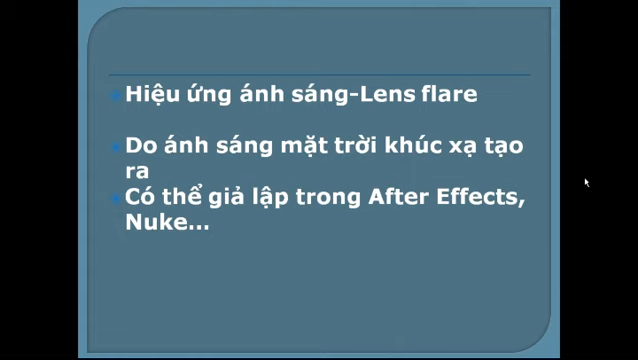 Hiệu ứng ánh sáng-Lens flare
Do ánh sáng mặt trời khúc xạ tạo
ra
Có thể giả lập trong After Effects,
Nuke...